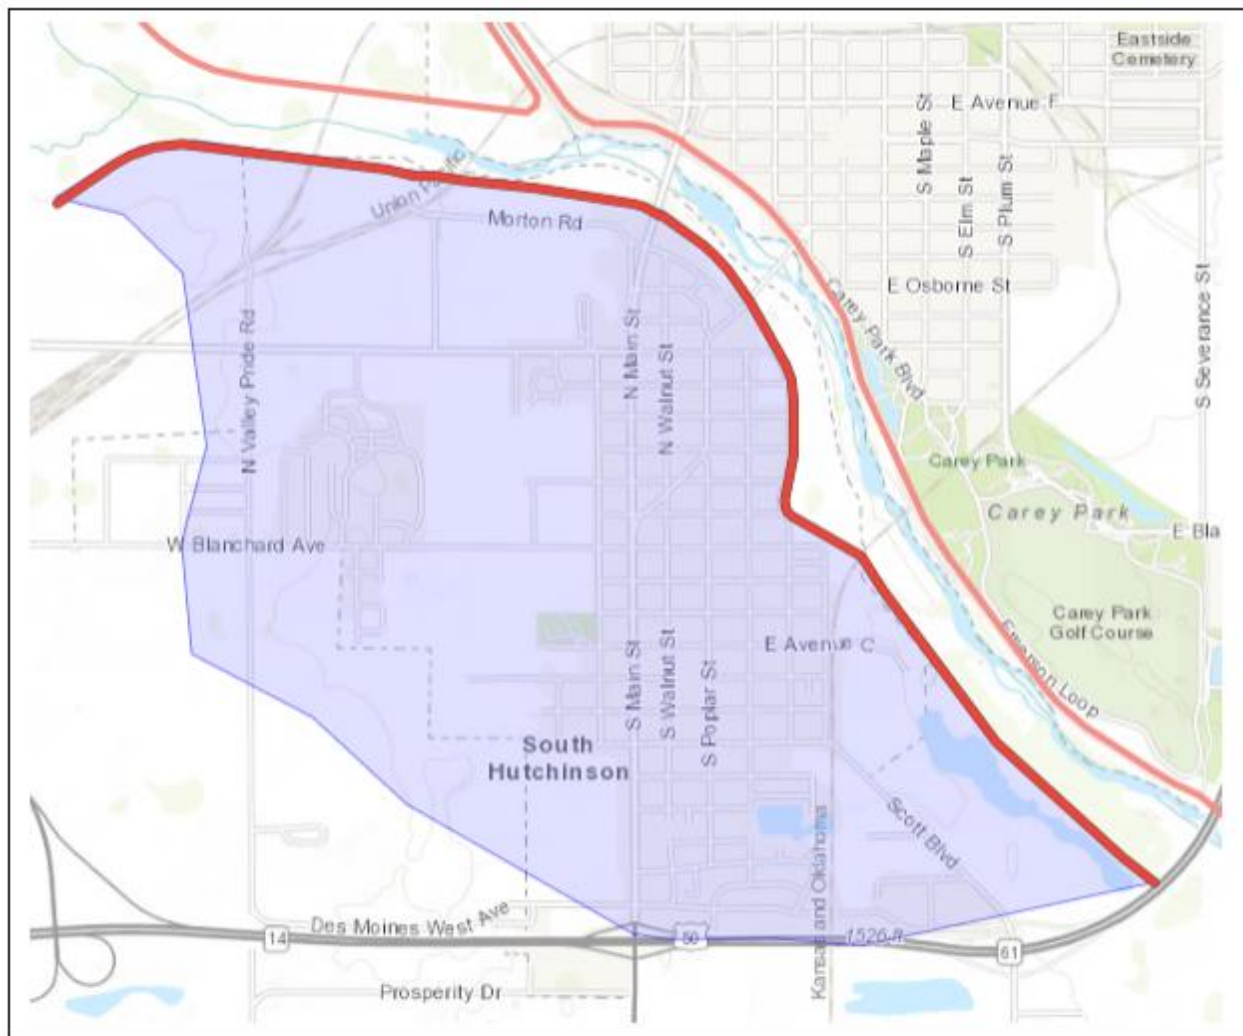 Eastside
Cemetery
E Avenue F
S Maple St
S Elm St
S Plum St
Union Pacific
Morton Rd
E Osborne St
S Severance St
Carey Park Blvd
N Valley Pride Rd
N Main St
N Walnut St
Carey Park
Carey Park
E Bla
W Blanchard Ave
Carey Park
Golf Course
Emerson Loop
E Avenue C
S Main St
S Walnut St
S Poplar St
South
Hutchinson
Scott Blvd
Kansas and Oklahoma
Des Moines West Ave
14
50
1526 ft
61
Prosperity Dr